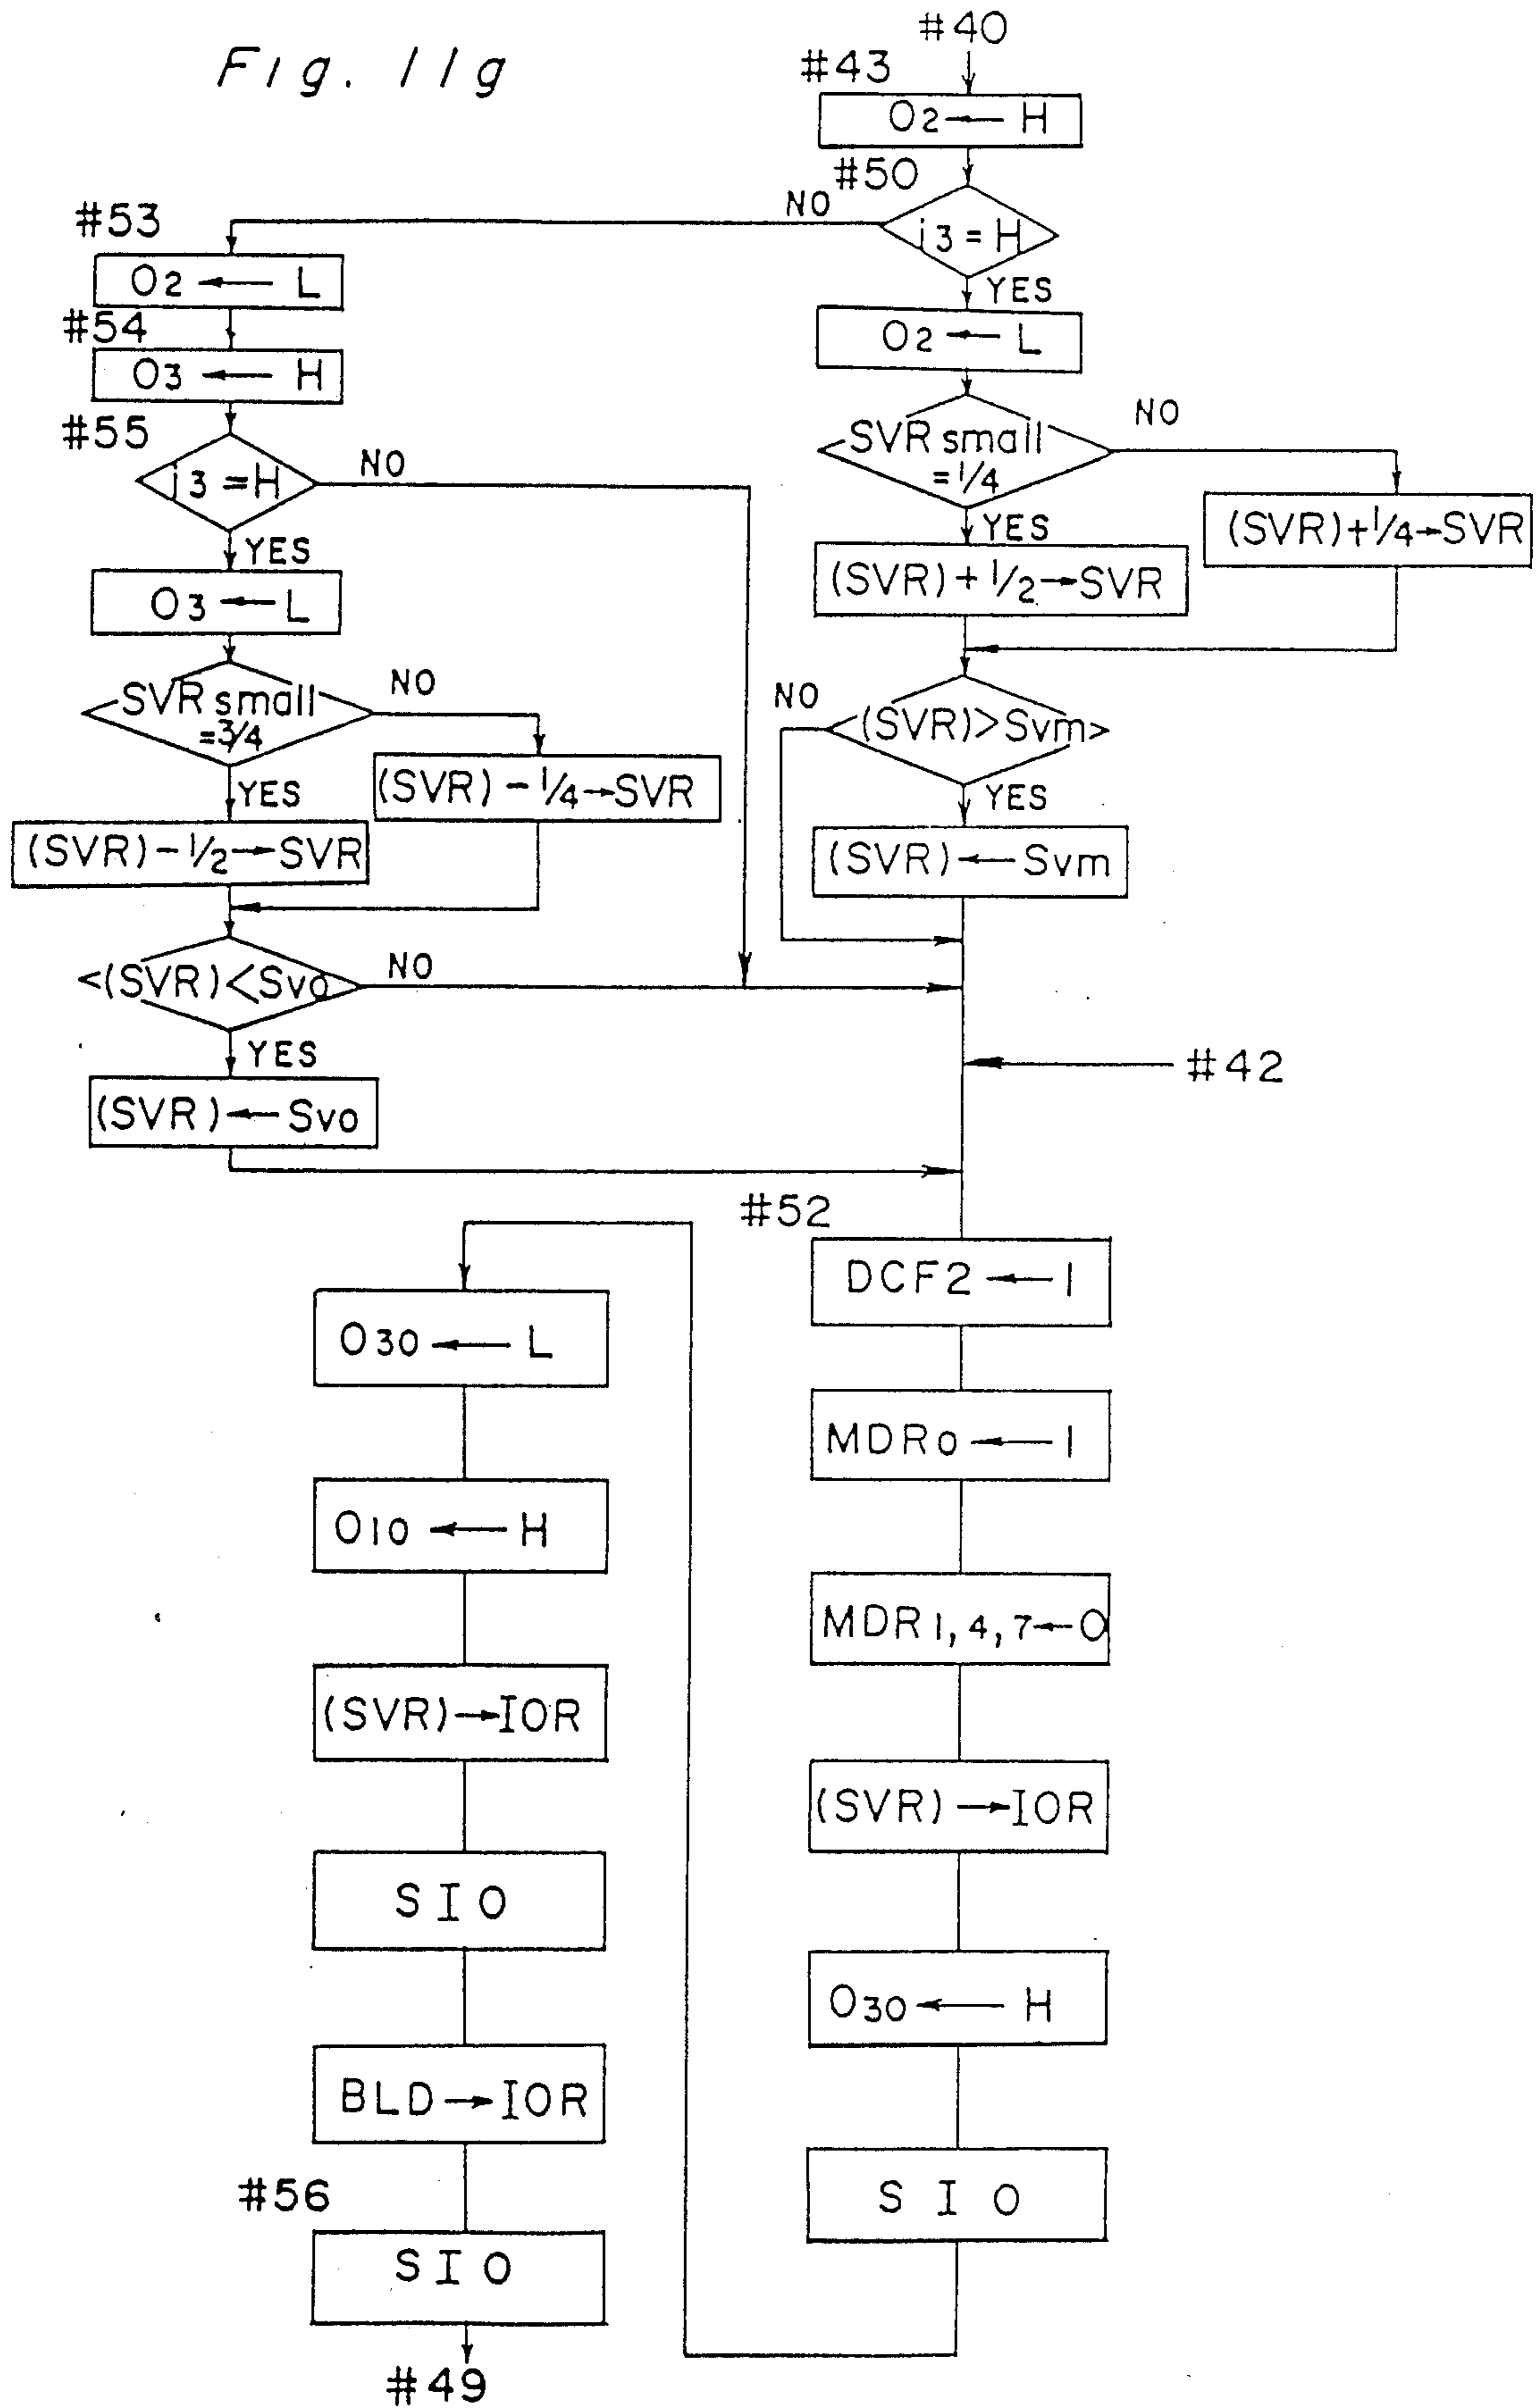 Fig. 11g
#40
#43
O2 ← H
#50
i3 = H
NO
YES
O2 ← L
SVR small
= 1/4
NO
YES
(SVR)+1/4→SVR
(SVR)+ 1/2→SVR
<(SVR)>Svm>
NO
YES
(SVR)← Svm
#53
O2 ← L
#54
O3 ← H
#55
i3 = H
NO
YES
O3 ← L
SVR small
=3/4
NO
YES
(SVR) - 1/4→SVR
(SVR)- 1/2→ SVR
<(SVR)<Svo
NO
YES
(SVR)← Svo
#42
#52
DCF2 ← 1
MDR0 ← 1
MDR1, 4, 7← 0
(SVR) → IOR
O30 ← H
S I O
O30 ← L
O10 ← H
(SVR)→IOR
S I O
BLD → IOR
#56
S I O
#49